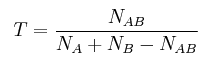 T = \frac{N_{AB}}{N_A + N_B - N_{AB}}